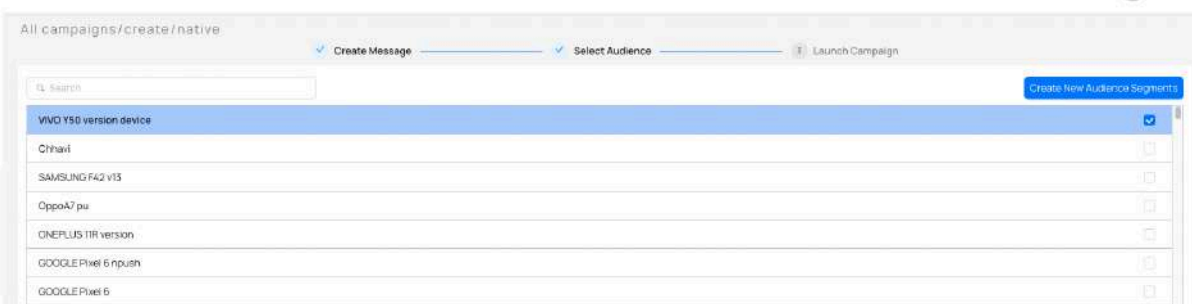 All campaigns/create/native
Create Message
Select Audience
3 Launch Campaign
Search
Create New Audience Segments
VIVO Y50 version device
Chhavi
SAMSUNG F42 v13
OppoA7 pu
ONEPLUS 11R version
GOOGLE Pixel 6 npush
GOOGLE Pixel 6